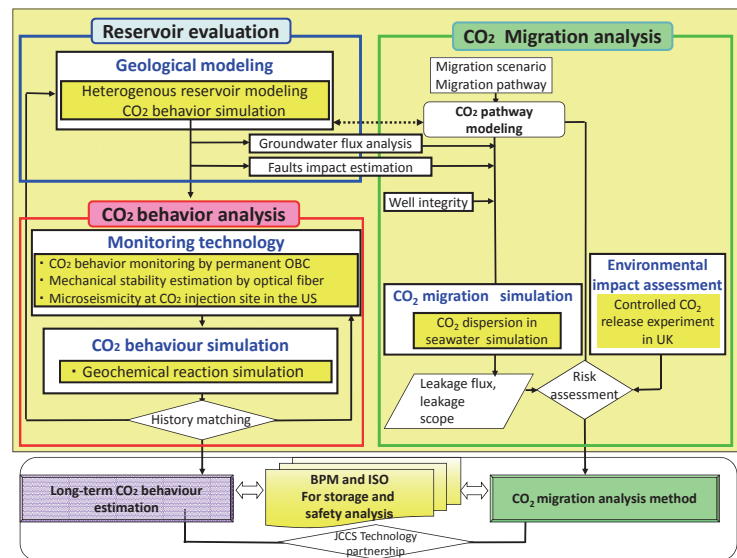 Reservoir evaluation
Geological modeling
Heterogenous reservoir modeling
CO₂ behavior simulation
Groundwater flux analysis
Faults impact estimation
CO₂ behavior analysis
Monitoring technology
・CO₂ behavior monitoring by permanent OBC
・Mechanical stability estimation by optical fiber
・Microseismicity at CO₂ injection site in the US
CO₂ behaviour simulation
・Geochemical reaction simulation
History matching
CO₂ Migration analysis
Migration scenario
Migration pathway
CO₂ pathway
modeling
Well integrity
CO₂ migration simulation
CO₂ dispersion in
seawater simulation
Environmental
impact assessment
Controlled CO₂
release experiment
in UK
Leakage flux,
leakage
scope
Risk
assessment
Long-term CO₂ behaviour
estimation
BPM and ISO
For storage and
safety analysis
CO₂ migration analysis method
JCCS Technology
partnership